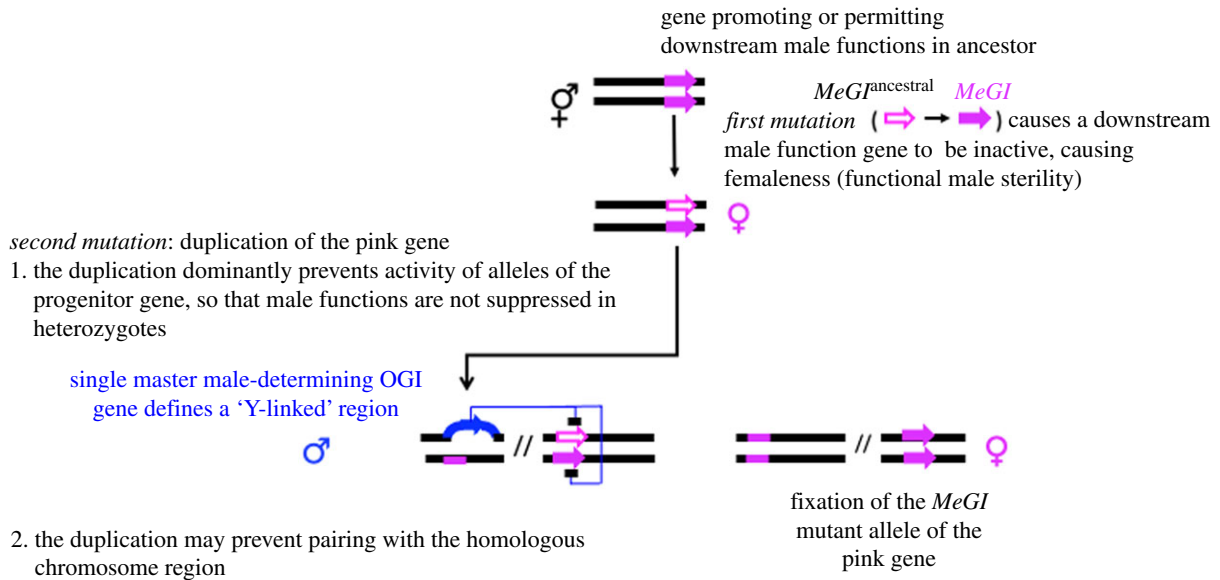 gene promoting or permitting
downstream male functions in ancestor
MeGIancestral MeGI
first mutation ( → ) causes a downstream
male function gene to be inactive, causing
femaleness (functional male sterility)
second mutation: duplication of the pink gene
1. the duplication dominantly prevents activity of alleles of the
progenitor gene, so that male functions are not suppressed in
heterozygotes
single master male-determining OGI
gene defines a ‘Y-linked’ region
//
//
fixation of the MeGI
mutant allele of the
pink gene
2. the duplication may prevent pairing with the homologous
chromosome region